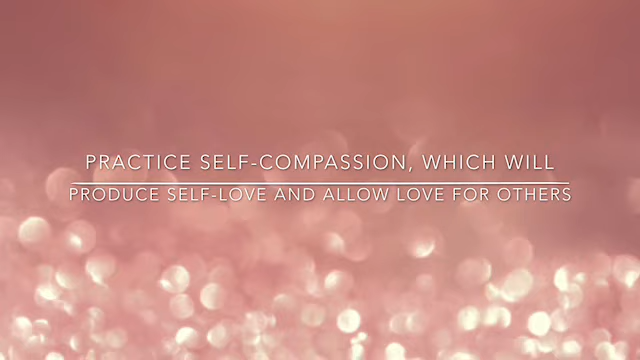 PRACTICE SELF-COMPASSION, WHICH WILL
PRODUCE SELF-LOVE AND ALLOW LOVE FOR OTHERS